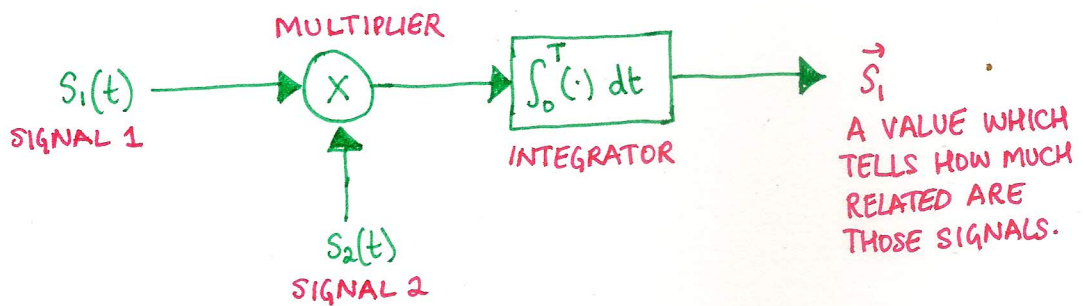 MULTIPLIER
S₁(t)
SIGNAL 1
X
∫₀ᵀ(·) dt
INTEGRATOR
S₂(t)
SIGNAL 2
S⃗₁
A VALUE WHICH
TELLS HOW MUCH
RELATED ARE
THOSE SIGNALS.